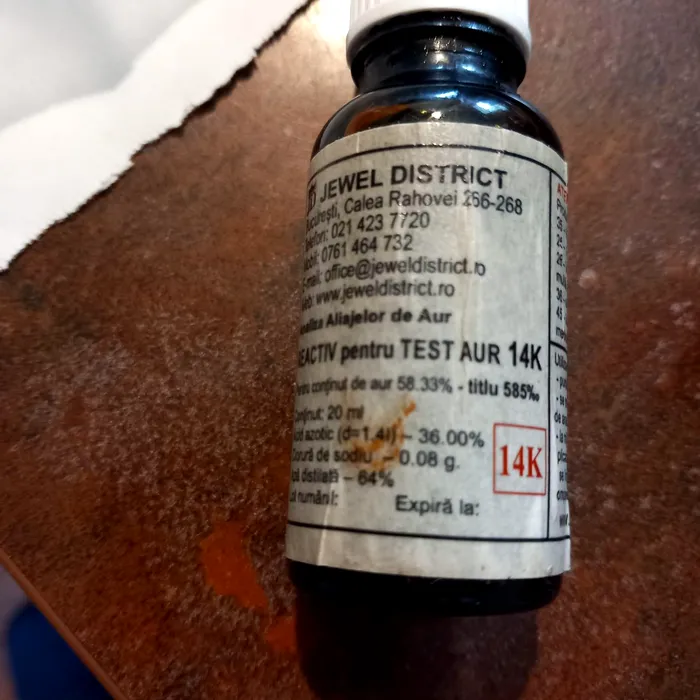 JEWEL DISTRICT
București, Calea Rahovei 266-268
Telefon: 021 423 7720
Mobil: 0761 464 732
E-mail: office@jeweldistrict.ro
Web: www.jeweldistrict.ro
Analiza Aliajelor de Aur
REACTIV pentru TEST AUR 14K
Pentru conținut de aur 58.33% - titlu 585‰
Conținut: 20 ml
Acid azotic (d=1.41) – 36.00%
Clorură de sodiu – 0.08 g.
Apă distilată – 64%
14K
Expiră la: